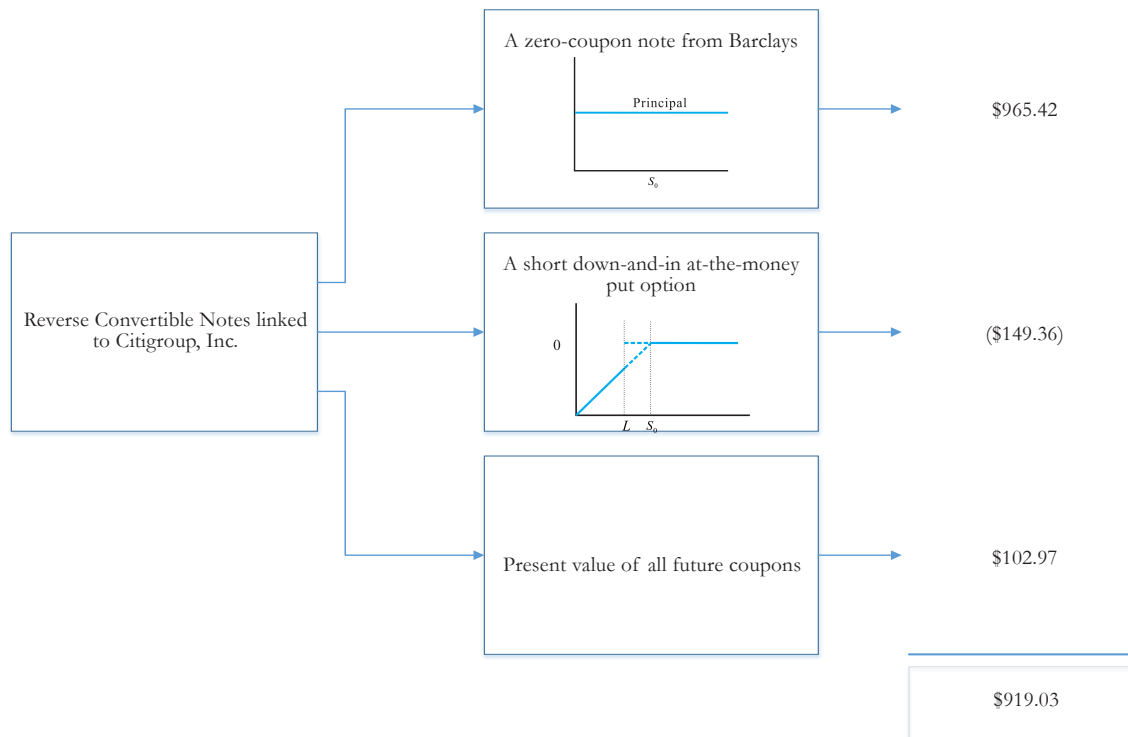 A zero-coupon note from Barclays
Principal
S₀
$965.42
Reverse Convertible Notes linked
to Citigroup, Inc.
A short down-and-in at-the-money
put option
0
L S₀
($149.36)
Present value of all future coupons
$102.97
$919.03